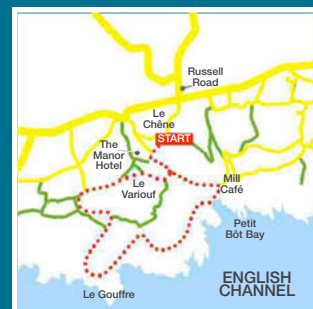 Russell
Road
Le
Chêne
START
The
Manor
Hotel
Le
Variouf
Mill
Café
Petit
Bôt Bay
Le Gouffre
ENGLISH
CHANNEL